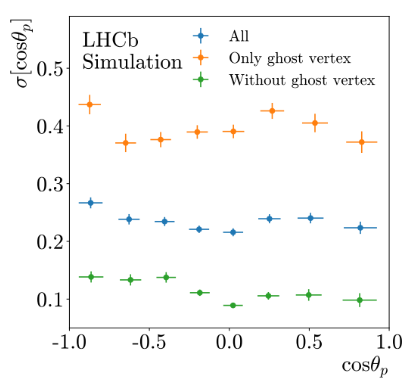 σ[cosθp]
LHCb
Simulation
All
Only ghost vertex
Without ghost vertex
0.5
0.4
0.3
0.2
0.1
-1.0 -0.5 0.0 0.5 1.0
cosθp